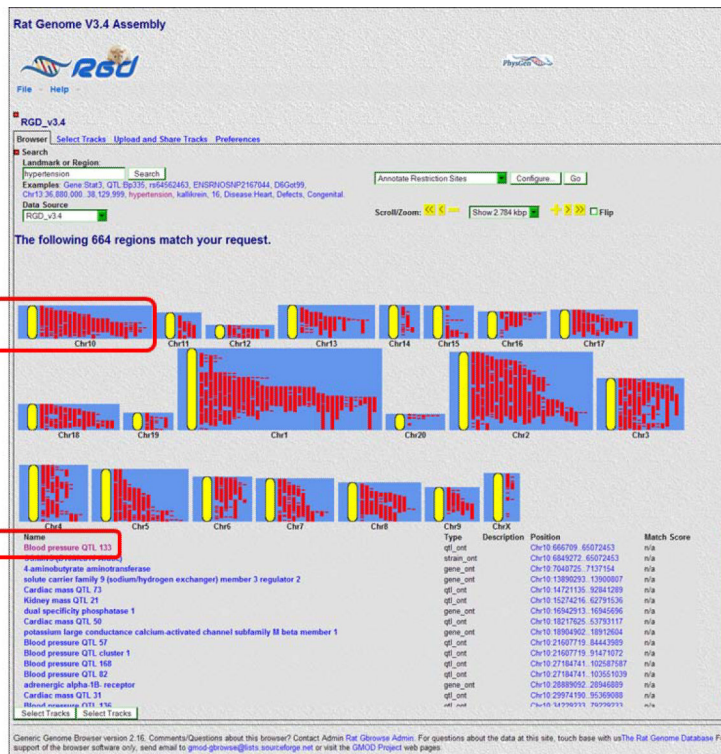 Rat Genome V3.4 Assembly
RGD
PhysGen
File - Help -
RGD_v3.4
Browser Select Tracks Upload and Share Tracks Preferences
Search
Landmark or Region:
hypertension Search
Annotate Restriction Sites Configure... Go
Examples: Gene:Stat3, QTL:Bp335, rs64562463, ENSRNOSNP2167044, D6Got99,
Chr13:36,880,000..38,129,999, hypertension, kallikrein, 16, Disease Heart, Defects, Congenital.
Data Source
RGD_v3.4
Scroll/Zoom: Show 2.784 kbp Flip
The following 664 regions match your request.
Chr10 Chr11 Chr12 Chr13 Chr14 Chr15 Chr16 Chr17
Chr18 Chr19 Chr1 Chr20 Chr2 Chr3
Chr4 Chr5 Chr6 Chr7 Chr8 Chr9 ChrX
Name Type Description Position Match Score
Blood pressure QTL 133 qtl_ont Chr10:666709..65072453 n/a
strain_ont Chr10:6849272..65072453 n/a
4-aminobutyrate aminotransferase gene_ont Chr10:7040725..7137154 n/a
solute carrier family 9 (sodium/hydrogen exchanger) member 3 regulator 2 gene_ont Chr10:13890293..13900807 n/a
Cardiac mass QTL 73 qtl_ont Chr10:14721135..92841289 n/a
Kidney mass QTL 21 qtl_ont Chr10:15274216..62791536 n/a
dual specificity phosphatase 1 gene_ont Chr10:16942913..16945696 n/a
Cardiac mass QTL 50 qtl_ont Chr10:18217625..53793117 n/a
potassium large conductance calcium-activated channel subfamily M beta member 1 gene_ont Chr10:18904902..18912604 n/a
Blood pressure QTL 57 qtl_ont Chr10:21607719..84443989 n/a
Blood pressure QTL cluster 1 qtl_ont Chr10:21607719..91471072 n/a
Blood pressure QTL 168 qtl_ont Chr10:27184741..102587587 n/a
Blood pressure QTL 82 qtl_ont Chr10:27184741..103551039 n/a
adrenergic alpha-1B- receptor gene_ont Chr10:28889092..28946889 n/a
Cardiac mass QTL 31 qtl_ont Chr10:29974190..95369088 n/a
Blood pressure QTL 136 qtl_ont Chr10:34229233..79229233 n/a
Select Tracks Select Tracks
Generic Genome Browser version 2.16. Comments/Questions about this browser? Contact Admin Rat Gbrowse Admin. For questions about the data at this site, touch base with usThe Rat Genome Database F
support of the browser software only, send email to gmod-gbrowse@lists.sourceforge.net or visit the GMOD Project web pages.